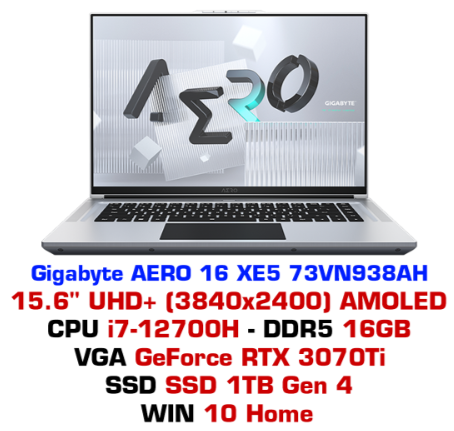 AERO
GIGABYTE
AERO
Gigabyte AERO 16 XE5 73VN938AH
15.6" UHD+ (3840x2400) AMOLED
CPU i7-12700H - DDR5 16GB
VGA GeForce RTX 3070Ti
SSD SSD 1TB Gen 4
WIN 10 Home